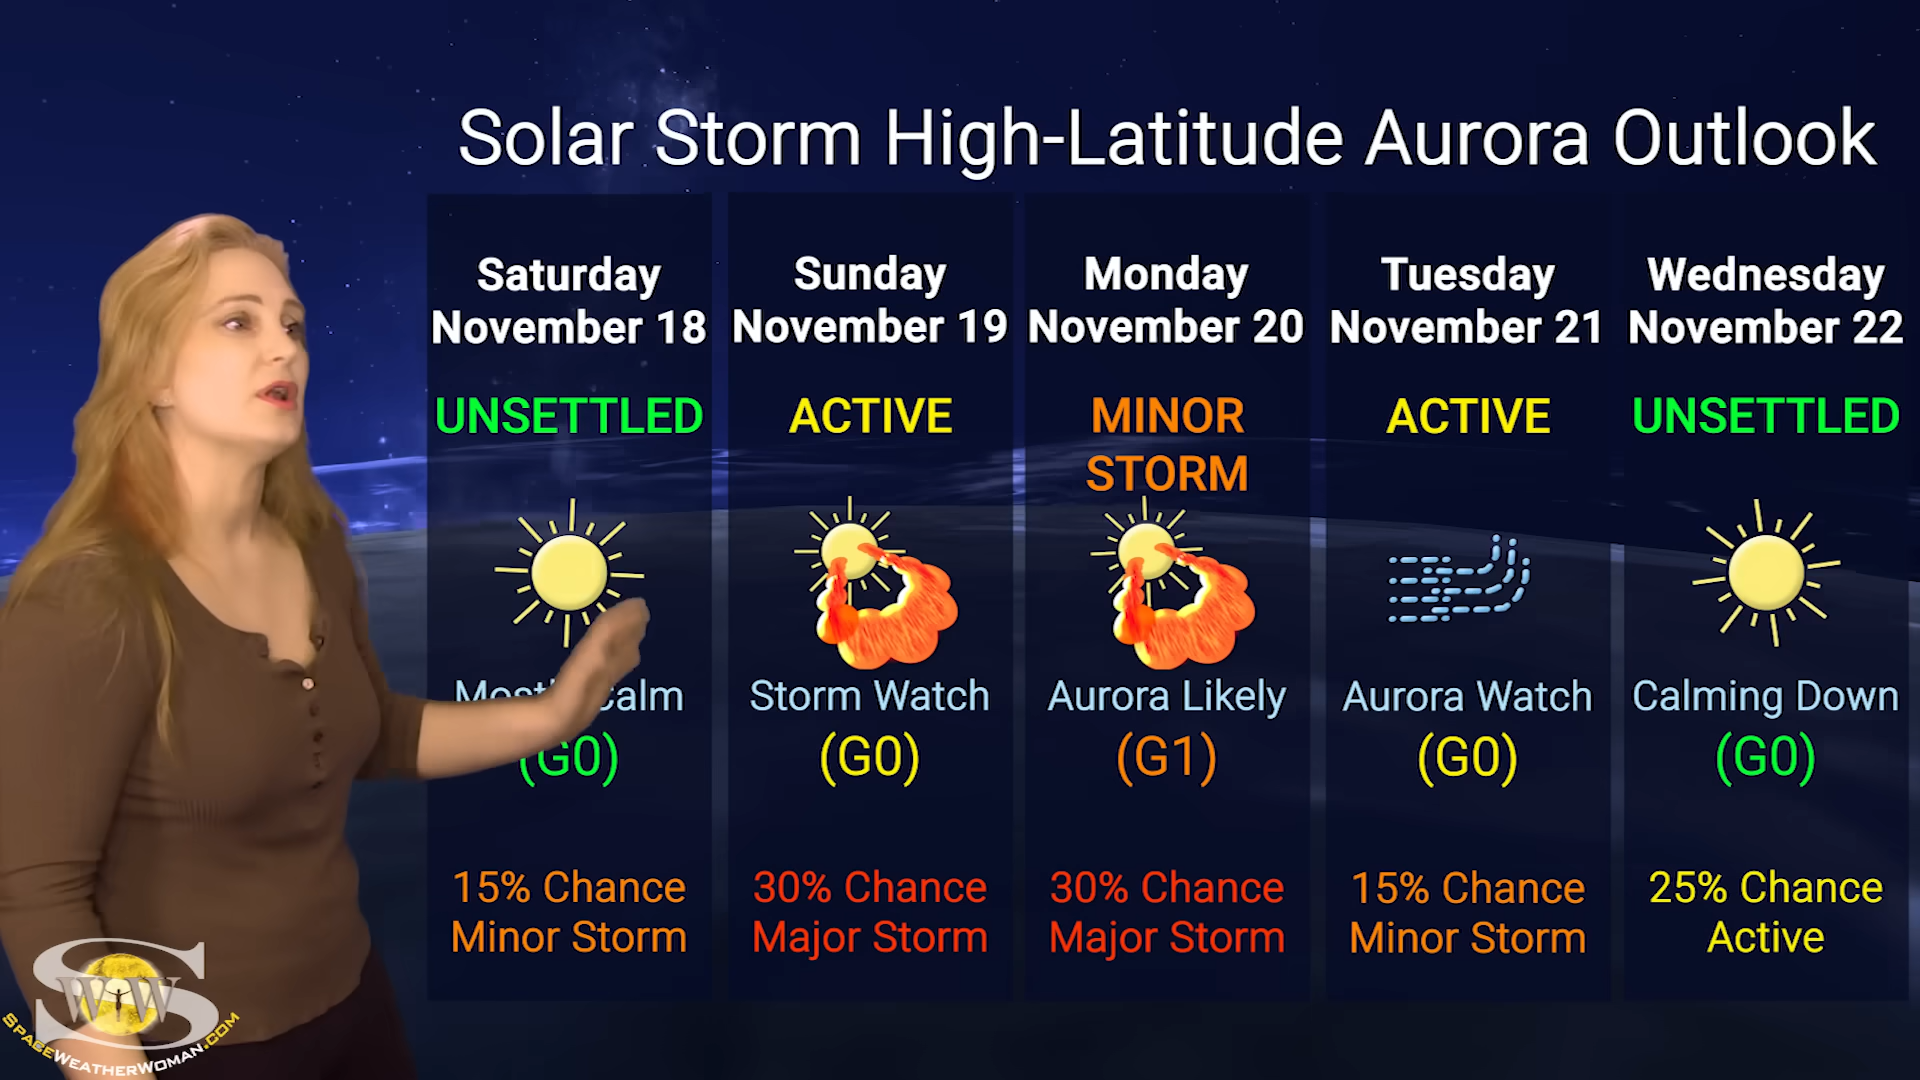 Solar Storm High-Latitude Aurora Outlook
Saturday
November 18
UNSETTLED
Calm
(G0)
15% Chance
Minor Storm
Sunday
November 19
ACTIVE
Storm Watch
(G0)
30% Chance
Major Storm
Monday
November 20
MINOR
STORM
Aurora Likely
(G1)
30% Chance
Major Storm
Tuesday
November 21
ACTIVE
Aurora Watch
(G0)
15% Chance
Minor Storm
Wednesday
November 22
UNSETTLED
Calming Down
(G0)
25% Chance
Active
SWW
SPACEWEATHERWOMAN.COM